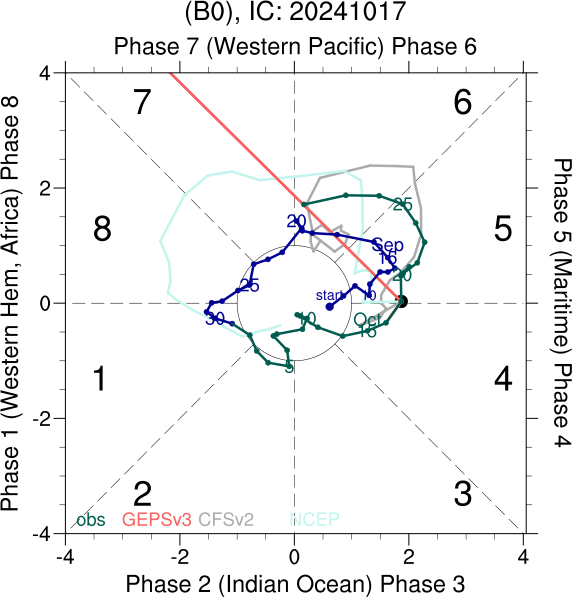 (B0), IC: 20241017
Phase 7 (Western Pacific) Phase 6
4
7
6
Phase 1 (Western Hem, Africa) Phase 8
Phase 5 (Maritime) Phase 4
2
25
20
8
5
Sep
15
20
25
start
10
0
30
Oct
10
15
5
1
4
-2
2
3
obs GEPSv3 CFSv2 NCEP
-4
-4 -2 0 2 4
Phase 2 (Indian Ocean) Phase 3